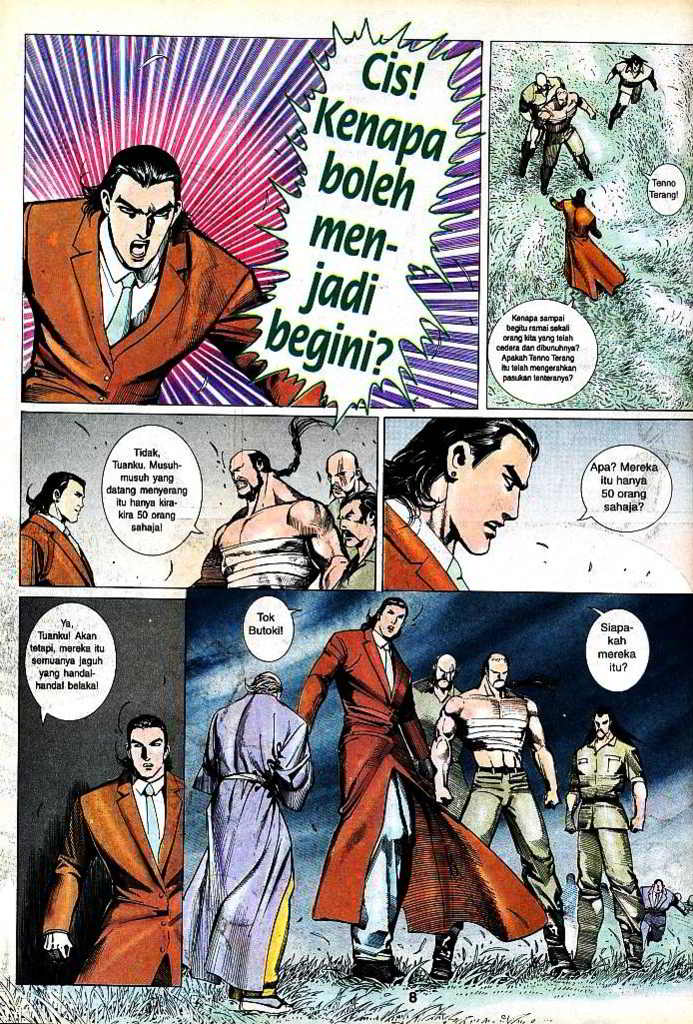 Cis!
Kenapa
boleh
men-
jadi
begini?
Tenno
Terang!
Kenapa sampai
begitu ramai sekali
orang kita yang telah
cedera dan dibunuhnya?
Apakah Tenno Terang
itu telah mengerahkan
pasukan tenteranya?
Tidak,
Tuanku. Musuh-
musuh yang
datang menyerang
itu hanya kira-
kira 50 orang
sahaja!
Apa? Mereka
itu hanya
50 orang
sahaja?
Ya,
Tuanku! Akan
tetapi, mereka itu
semuanya jaguh
yang handal-
handal belaka!
Tok
Butoki!
Siapa-
kah
mereka
itu?
8